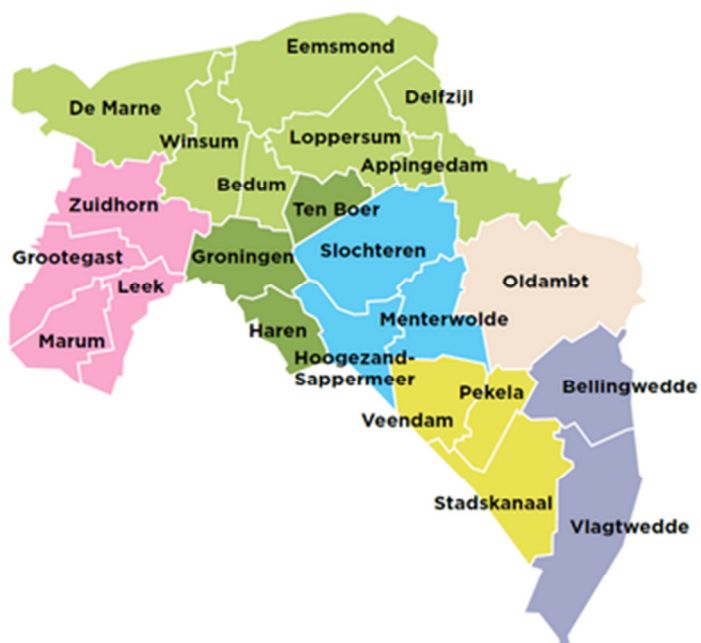 Eemsmond
De Marne
Delfzijl
Winsum
Loppersum
Appingedam
Bedum
Zuidhorn
Ten Boer
Grootegast
Groningen
Slochteren
Leek
Oldambt
Menterwolde
Haren
Marum
Hoogezand-
Sappermeer
Bellingwedde
Pekela
Veendam
Stadskanaal
Vlagtwedde